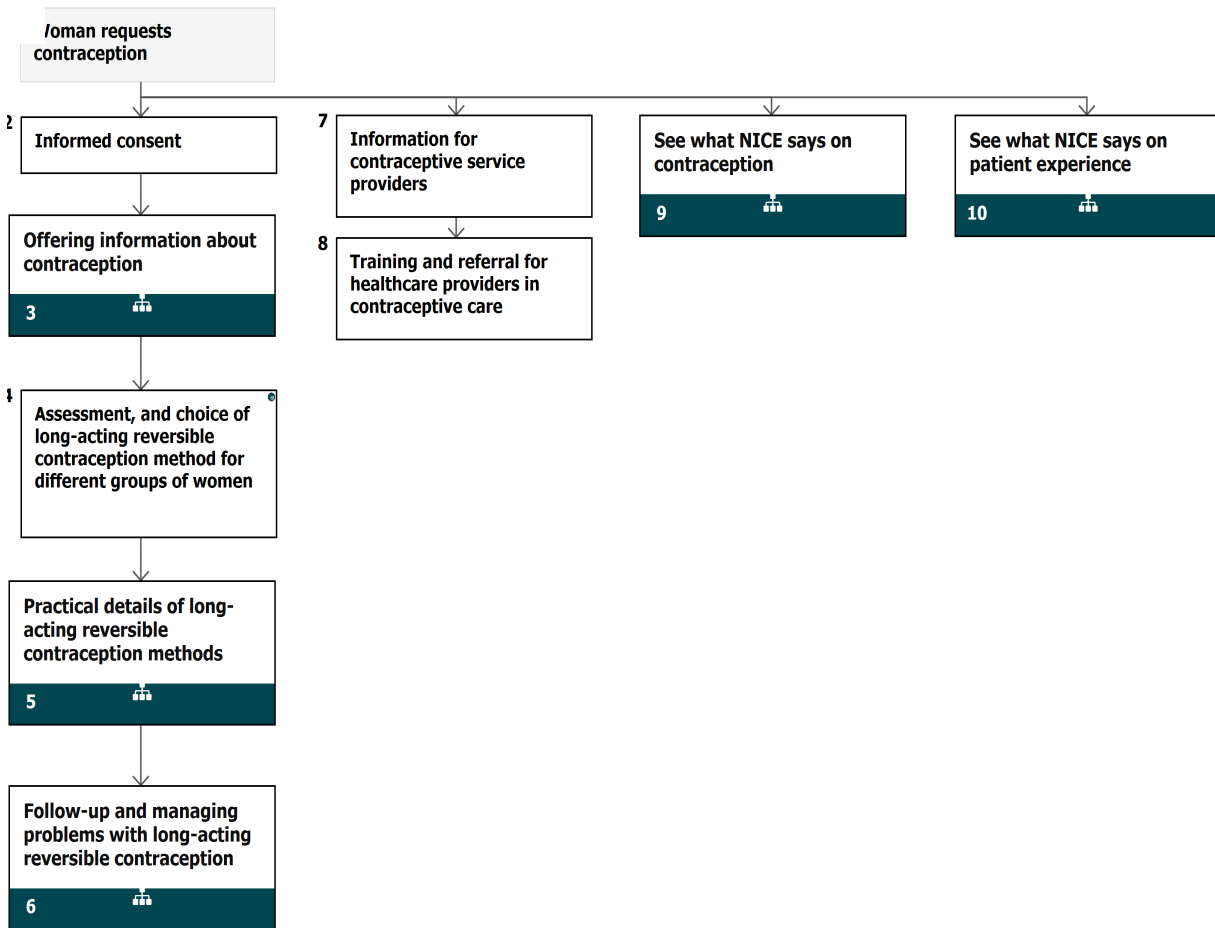 Woman requests
contraception
2
Informed consent
3
Offering information about
contraception
4
Assessment, and choice of
long-acting reversible
contraception method for
different groups of women
Practical details of long-
acting reversible
contraception methods
5
Follow-up and managing
problems with long-acting
reversible contraception
6
7
Information for
contraceptive service
providers
8
Training and referral for
healthcare providers in
contraceptive care
See what NICE says on
contraception
9
See what NICE says on
patient experience
10